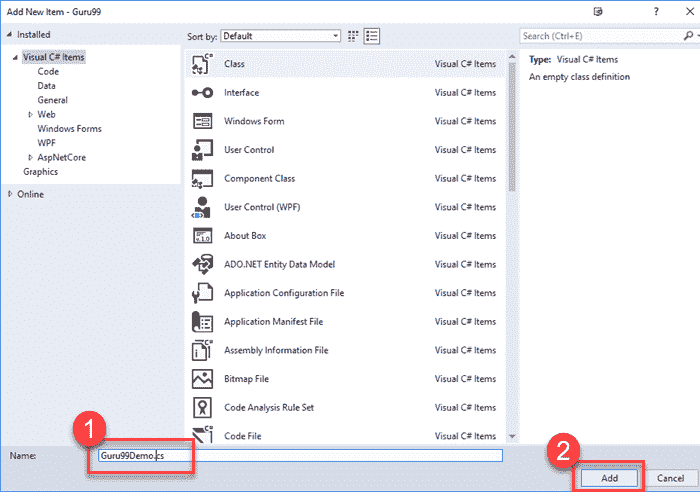 Add New Item - Guru99
?
Installed
Sort by: Default
Search (Ctrl+E)
Visual C# Items
Code
Data
General
Web
Windows Forms
WPF
AspNetCore
Graphics
Online
Class Visual C# Items
Interface Visual C# Items
Windows Form Visual C# Items
User Control Visual C# Items
Component Class Visual C# Items
User Control (WPF) Visual C# Items
About Box Visual C# Items
ADO.NET Entity Data Model Visual C# Items
Application Configuration File Visual C# Items
Application Manifest File Visual C# Items
Assembly Information File Visual C# Items
Bitmap File Visual C# Items
Code Analysis Rule Set Visual C# Items
Code File Visual C# Items
Type: Visual C# Items
An empty class definition
1
Name: Guru99Demo.cs
2
Add Cancel